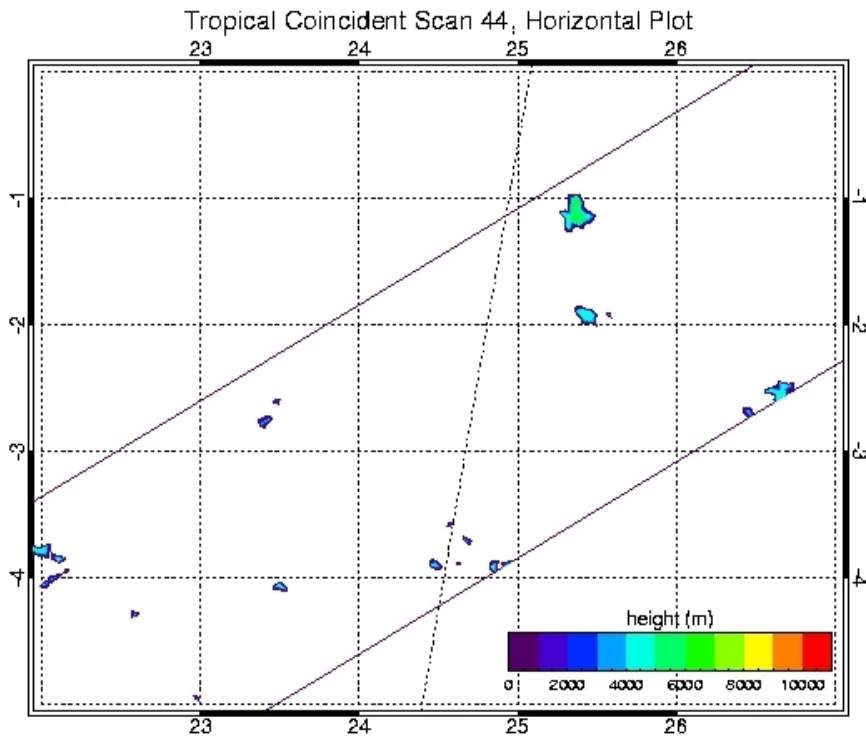 Tropical Coincident Scan 44, Horizontal Plot
23 24 25 26
-1 -1
-2 -2
-3 -3
-4 -4
height (m)
0 2000 4000 6000 8000 10000
23 24 25 26